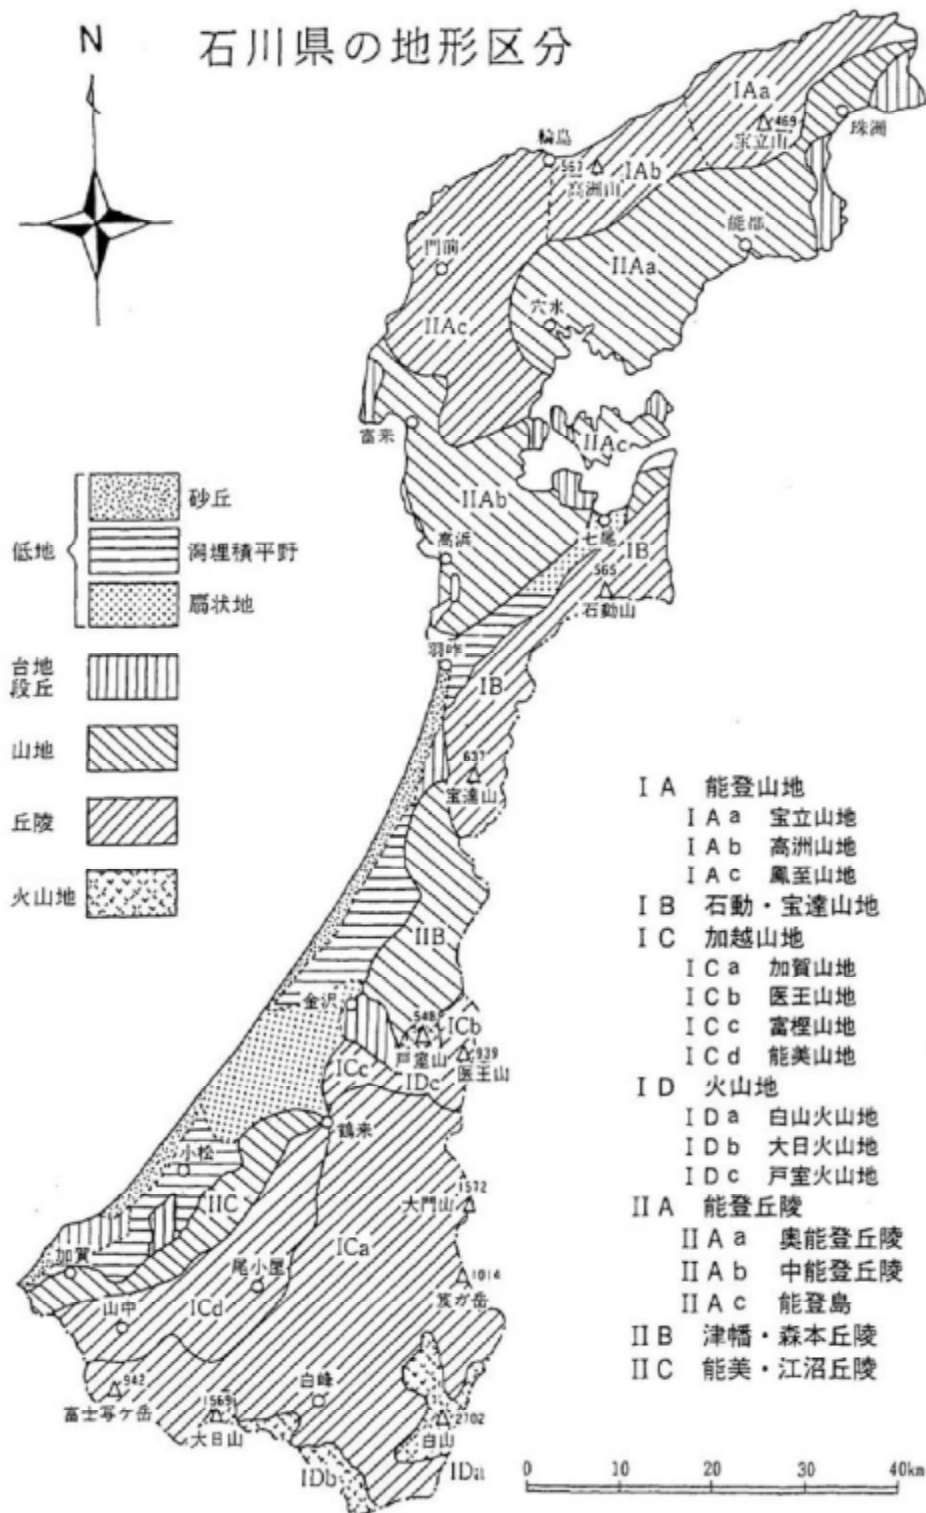 石川県の地形区分
N
IAa
469
宝立山
珠洲
輪島
567
高洲山
IAb
能都
門前
IIAa
穴水
IIAc
富来
IIAc
IIAb
七尾
IB
高浜
565
石動山
羽咋
IB
637
宝達山
IIB
金沢
548
戸室山
ICb
939
医王山
ICc
IDc
鶴来
小松
IIC
1572
大門山
ICa
加賀
尾小屋
1014
笈ガ岳
ICd
山中
942
富士写ケ岳
1569
大日山
白峰
2702
白山
IDb
IDa
低地
砂丘
潟埋積平野
扇状地
台地
段丘
山地
丘陵
火山地
I A 能登山地
I A a 宝立山地
I A b 高洲山地
I A c 鳳至山地
I B 石動・宝達山地
I C 加越山地
I C a 加賀山地
I C b 医王山地
I C c 富樫山地
I C d 能美山地
I D 火山地
I D a 白山火山地
I D b 大日火山地
I D c 戸室火山地
II A 能登丘陵
II A a 奥能登丘陵
II A b 中能登丘陵
II A c 能登島
II B 津幡・森本丘陵
II C 能美・江沼丘陵
0 10 20 30 40km